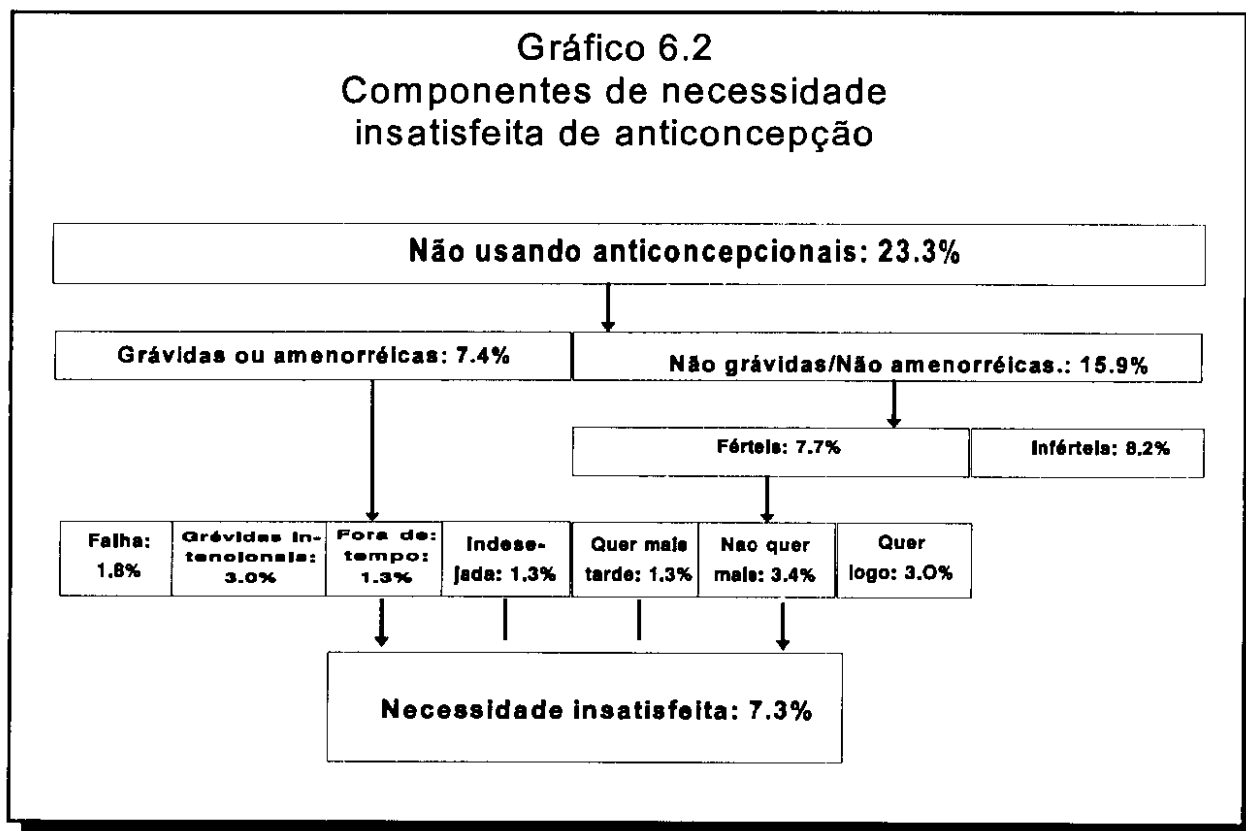 Gráfico 6.2
Componentes de necessidade
insatisfeita de anticoncepção
Não usando anticoncepcionais: 23.3%
Grávidas ou amenorréicas: 7.4%
Não grávidas/Não amenorréicas.: 15.9%
Férteis: 7.7%
Inférteis: 8.2%
Falha:
1.8%
Grávidas in-
tencionais:
3.0%
Fora de:
tempo:
1.3%
Indese-
jada: 1.3%
Quer mais
tarde: 1.3%
Nao quer
mais: 3.4%
Quer
logo: 3.0%
Necessidade insatisfeita: 7.3%